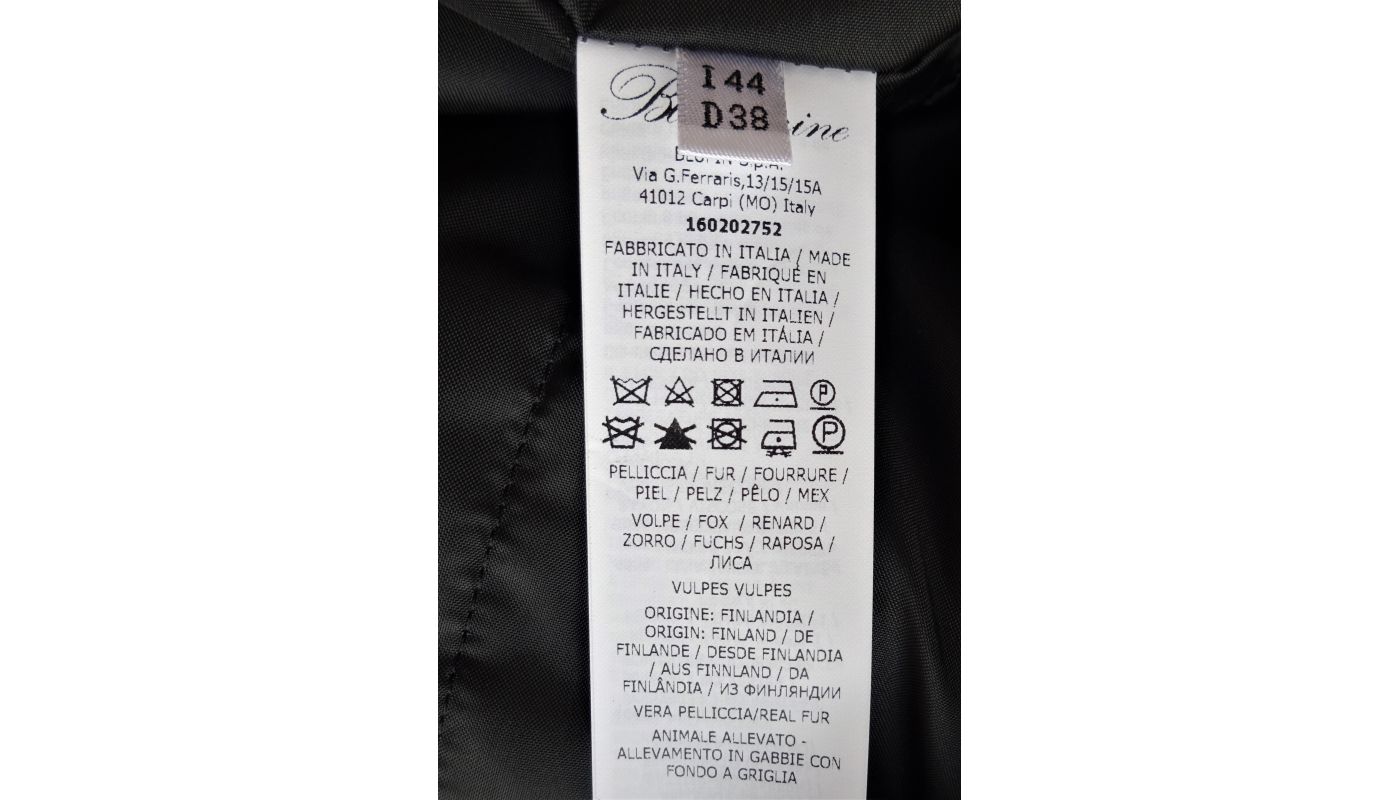 I 44
D 38
Via G.Ferraris,13/15/15A
41012 Carpi (MO) Italy
160202752
FABBRICATO IN ITALIA / MADE
IN ITALY / FABRIQUÉ EN
ITALIE / HECHO EN ITALIA /
HERGESTELLT IN ITALIEN /
FABRICADO EM ITÁLIA /
СДЕЛАНО В ИТАЛИИ
P
P
PELLICCIA / FUR / FOURRURE /
PIEL / PELZ / PÊLO / MEX
VOLPE / FOX / RENARD /
ZORRO / FUCHS / RAPOSA /
ЛИСА
VULPES VULPES
ORIGINE: FINLANDIA /
ORIGIN: FINLAND / DE
FINLANDE / DESDE FINLANDIA
/ AUS FINNLAND / DA
FINLÂNDIA / ИЗ ФИНЛЯНДИИ
VERA PELLICCIA/REAL FUR
ANIMALE ALLEVATO -
ALLEVAMENTO IN GABBIE CON
FONDO A GRIGLIA